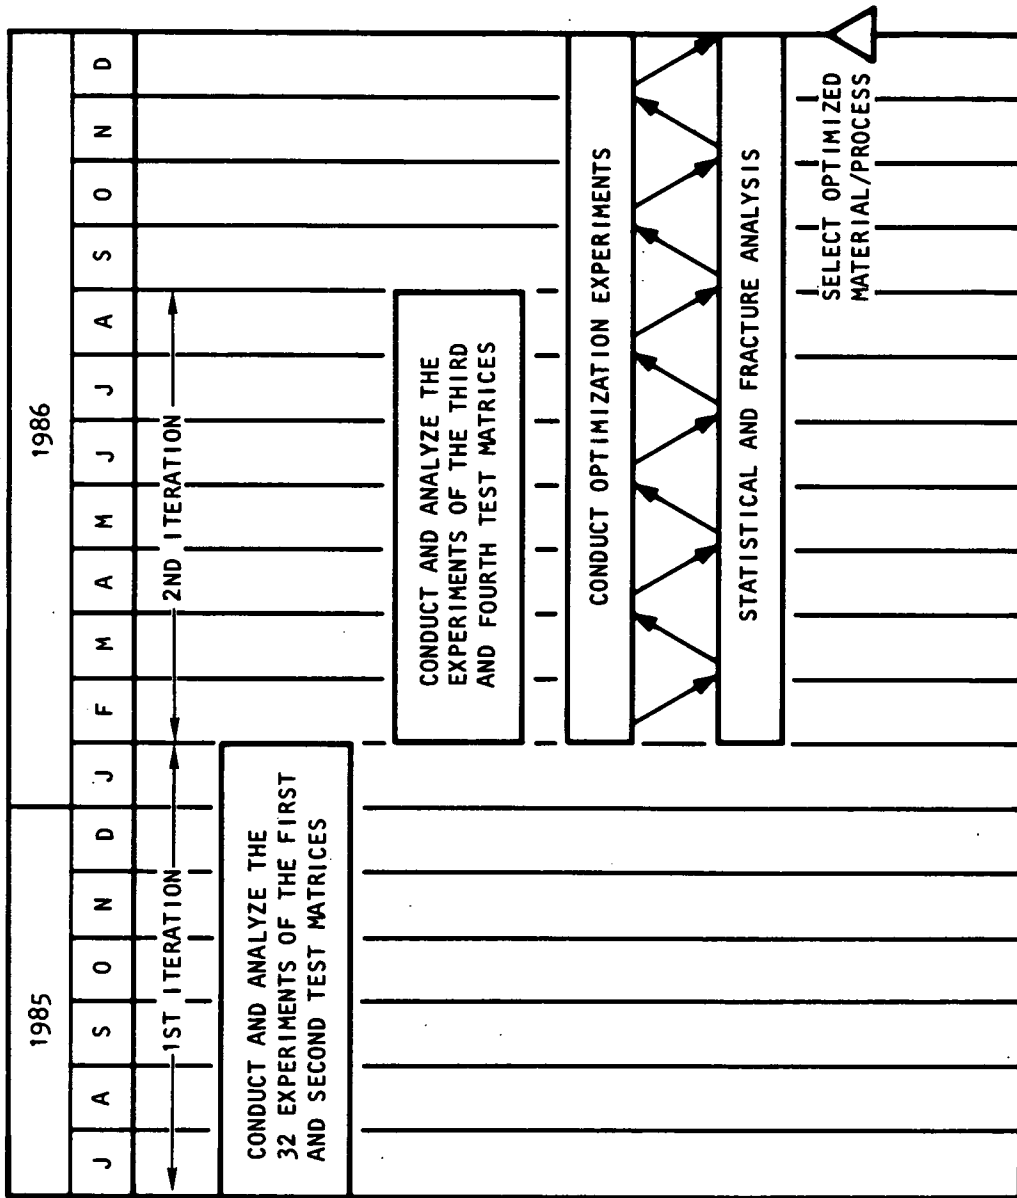 1985 1986
J A S O N D J F M A M J J A S O N D
1ST ITERATION 2ND ITERATION
CONDUCT AND ANALYZE THE
32 EXPERIMENTS OF THE FIRST
AND SECOND TEST MATRICES
CONDUCT AND ANALYZE THE
EXPERIMENTS OF THE THIRD
AND FOURTH TEST MATRICES
CONDUCT OPTIMIZATION EXPERIMENTS
STATISTICAL AND FRACTURE ANALYSIS
SELECT OPTIMIZED
MATERIAL/PROCESS